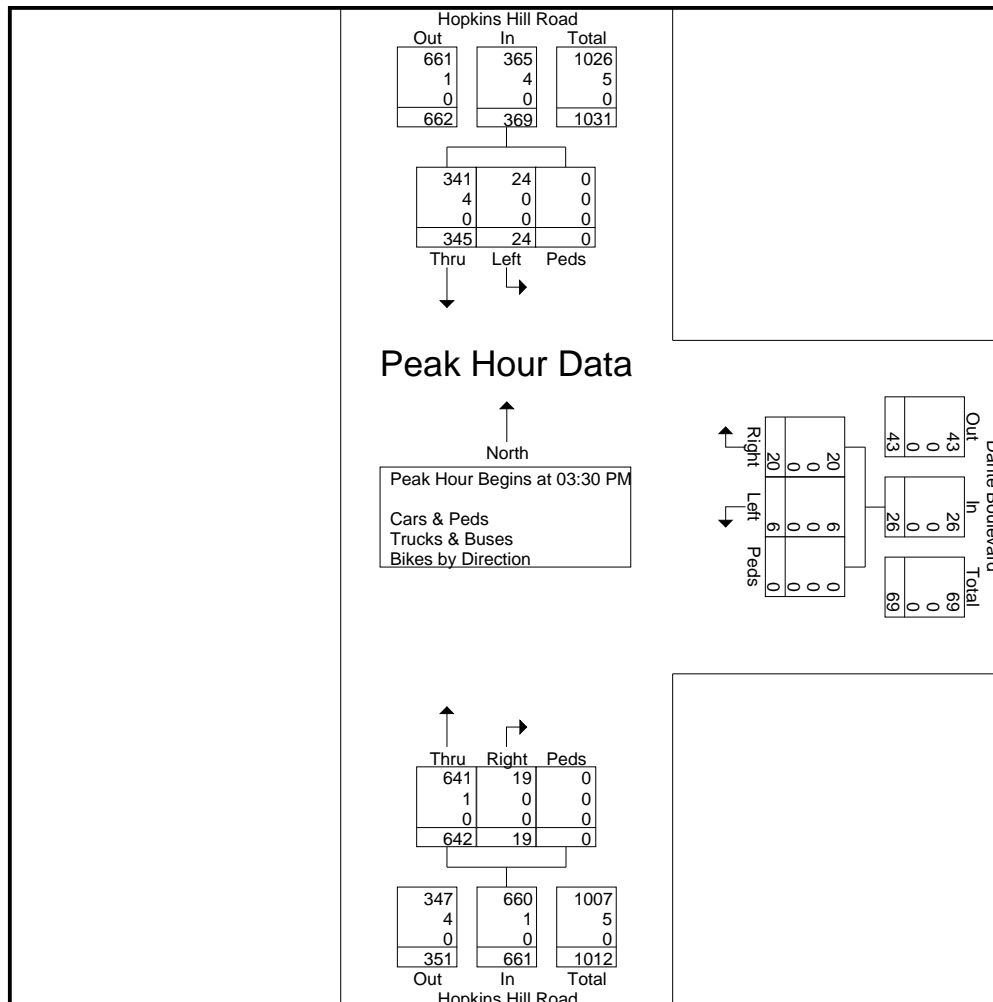 Hopkins Hill Road
Out In Total
661 365 1026
1 4 5
0 0 0
662 369 1031
341 24 0
4 0 0
0 0 0
345 24 0
Thru Left Peds
Peak Hour Data
North
Peak Hour Begins at 03:30 PM
Cars & Peds
Trucks & Buses
Bikes by Direction
Out In Total
43 26 69
0 0 0
0 0 0
43 26 69
20 6 0
0 0 0
0 0 0
20 6 0
Right Left Peds
Thru Right Peds
641 19 0
1 0 0
0 0 0
642 19 0
347 660 1007
4 1 5
0 0 0
351 661 1012
Out In Total
Hopkins Hill Road